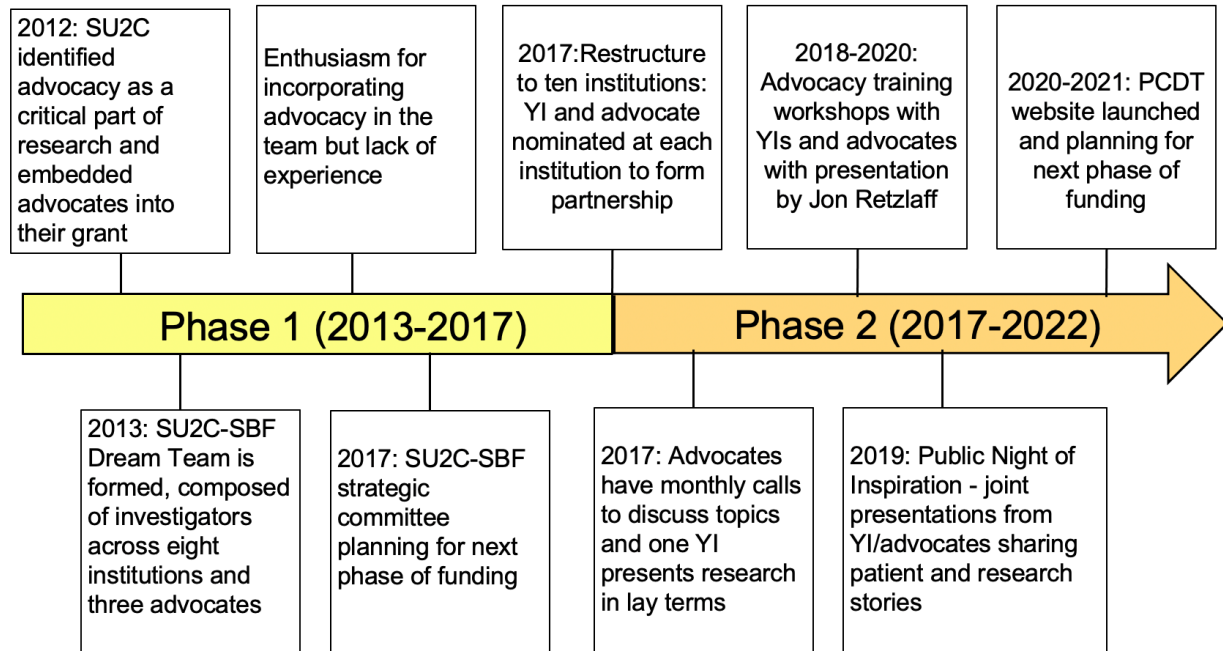 2012: SU2C
identified
advocacy as a
critical part of
research and
embedded
advocates into
their grant
Enthusiasm for
incorporating
advocacy in the
team but lack of
experience
2017:Restructure
to ten institutions:
YI and advocate
nominated at each
institution to form
partnership
2018-2020:
Advocacy training
workshops with
YIs and advocates
with presentation
by Jon Retzlaff
2020-2021: PCDT
website launched
and planning for
next phase of
funding
Phase 1 (2013-2017)
Phase 2 (2017-2022)
2013: SU2C-SBF
Dream Team is
formed, composed
of investigators
across eight
institutions and
three advocates
2017: SU2C-SBF
strategic
committee
planning for next
phase of funding
2017: Advocates
have monthly calls
to discuss topics
and one YI
presents research
in lay terms
2019: Public Night of
Inspiration - joint
presentations from
YI/advocates sharing
patient and research
stories